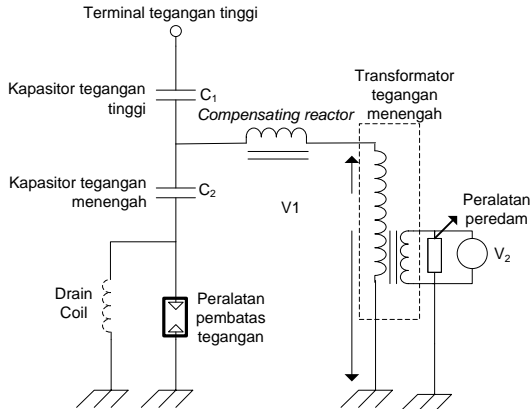 Terminal tegangan tinggi
Kapasitor tegangan
tinggi
C1
Compensating reactor
Transformator
tegangan
menengah
Kapasitor tegangan
menengah
C2
V1
Peralatan
peredam
V2
Drain
Coil
Peralatan
pembatas
tegangan